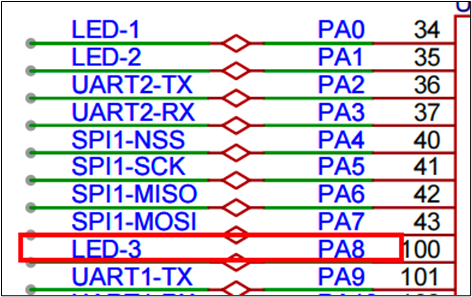 LED-1 PA0 34
LED-2 PA1 35
UART2-TX PA2 36
UART2-RX PA3 37
SPI1-NSS PA4 40
SPI1-SCK PA5 41
SPI1-MISO PA6 42
SPI1-MOSI PA7 43
LED-3 PA8 100
UART1-TX PA9 101